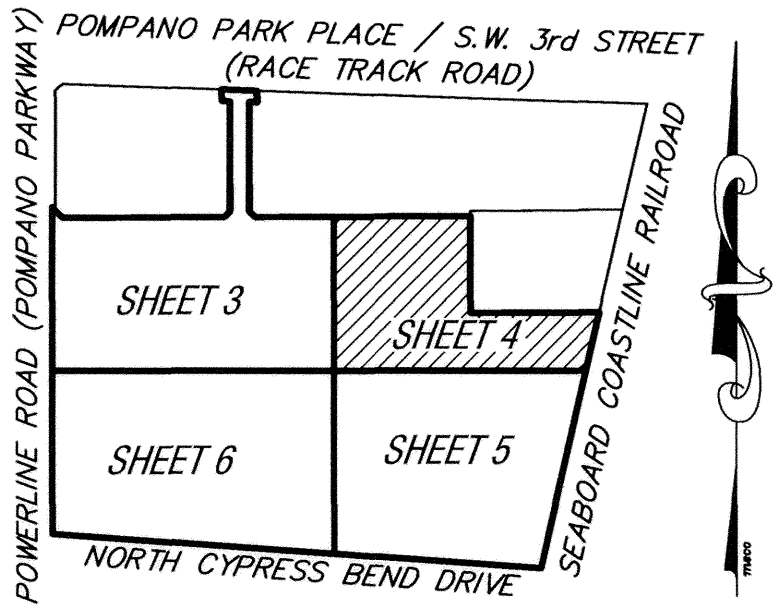 POMPANO PARK PLACE / S.W. 3rd STREET
(RACE TRACK ROAD)
POWERLINE ROAD (POMPANO PARKWAY)
SEABOARD COASTLINE RAILROAD
SHEET 3
SHEET 4
SHEET 6
SHEET 5
NORTH CYPRESS BEND DRIVE
maco